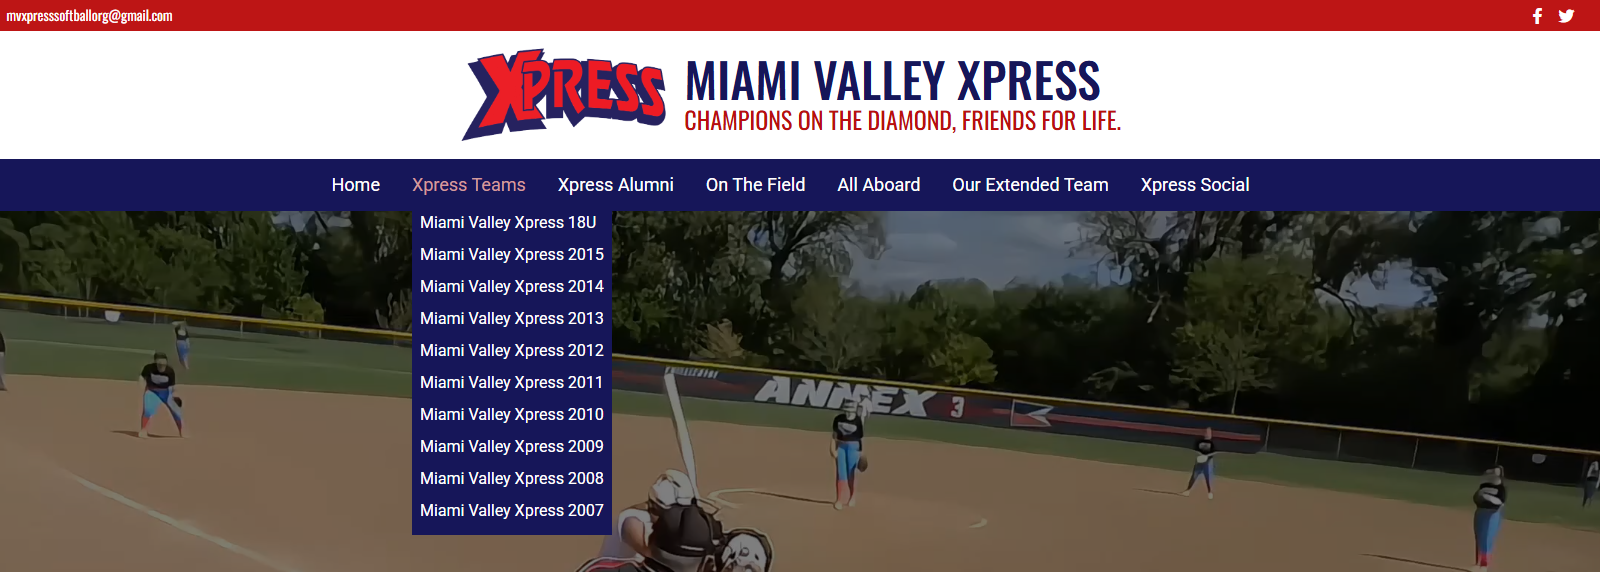 mvxpresssoftballorg@gmail.com
XPRESS
MIAMI VALLEY XPRESS
CHAMPIONS ON THE DIAMOND, FRIENDS FOR LIFE.
Home Xpress Teams Xpress Alumni On The Field All Aboard Our Extended Team Xpress Social
Miami Valley Xpress 18U
Miami Valley Xpress 2015
Miami Valley Xpress 2014
Miami Valley Xpress 2013
Miami Valley Xpress 2012
Miami Valley Xpress 2011
Miami Valley Xpress 2010
Miami Valley Xpress 2009
Miami Valley Xpress 2008
Miami Valley Xpress 2007
ANNEX 3